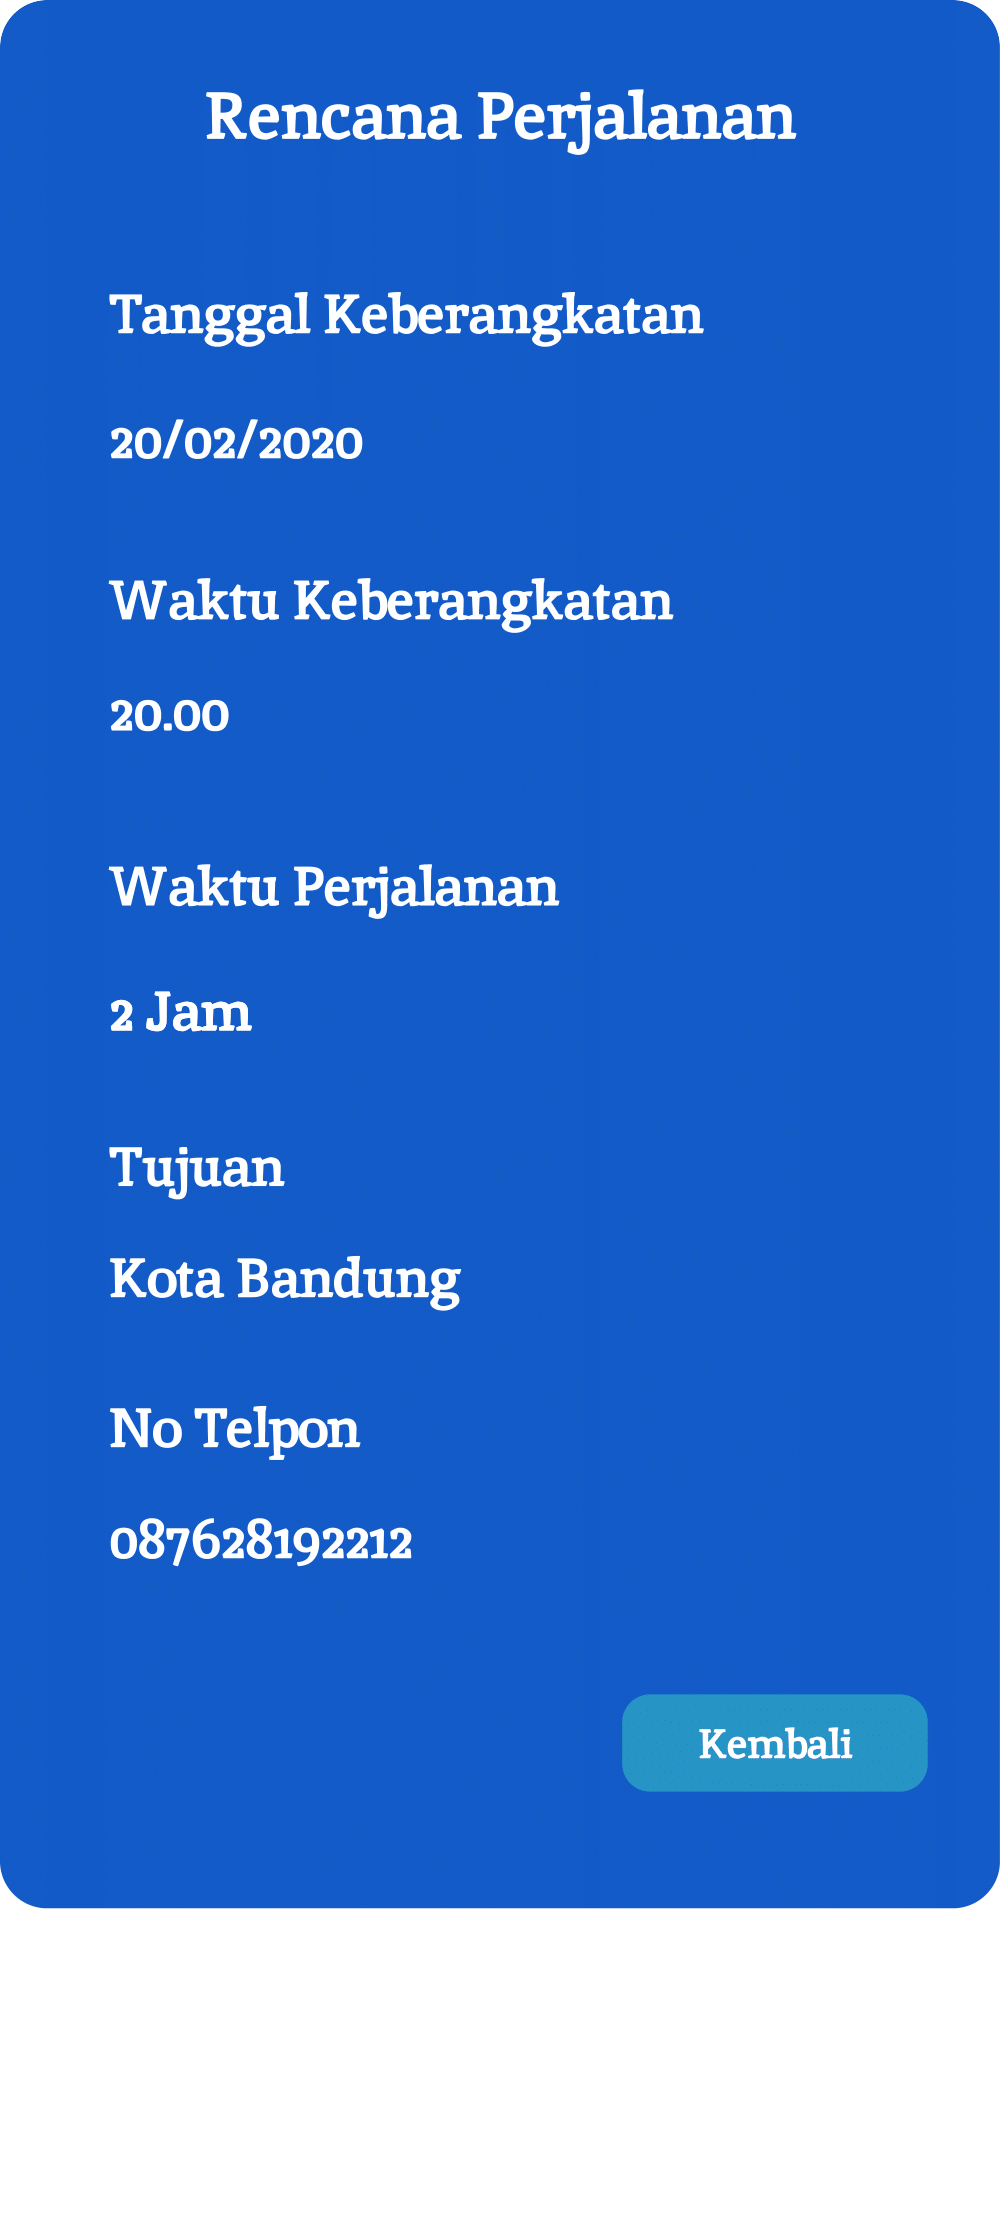 Rencana Perjalanan
Tanggal Keberangkatan
20/02/2020
Waktu Keberangkatan
20.00
Waktu Perjalanan
2 Jam
Tujuan
Kota Bandung
No Telpon
087628192212
Kembali